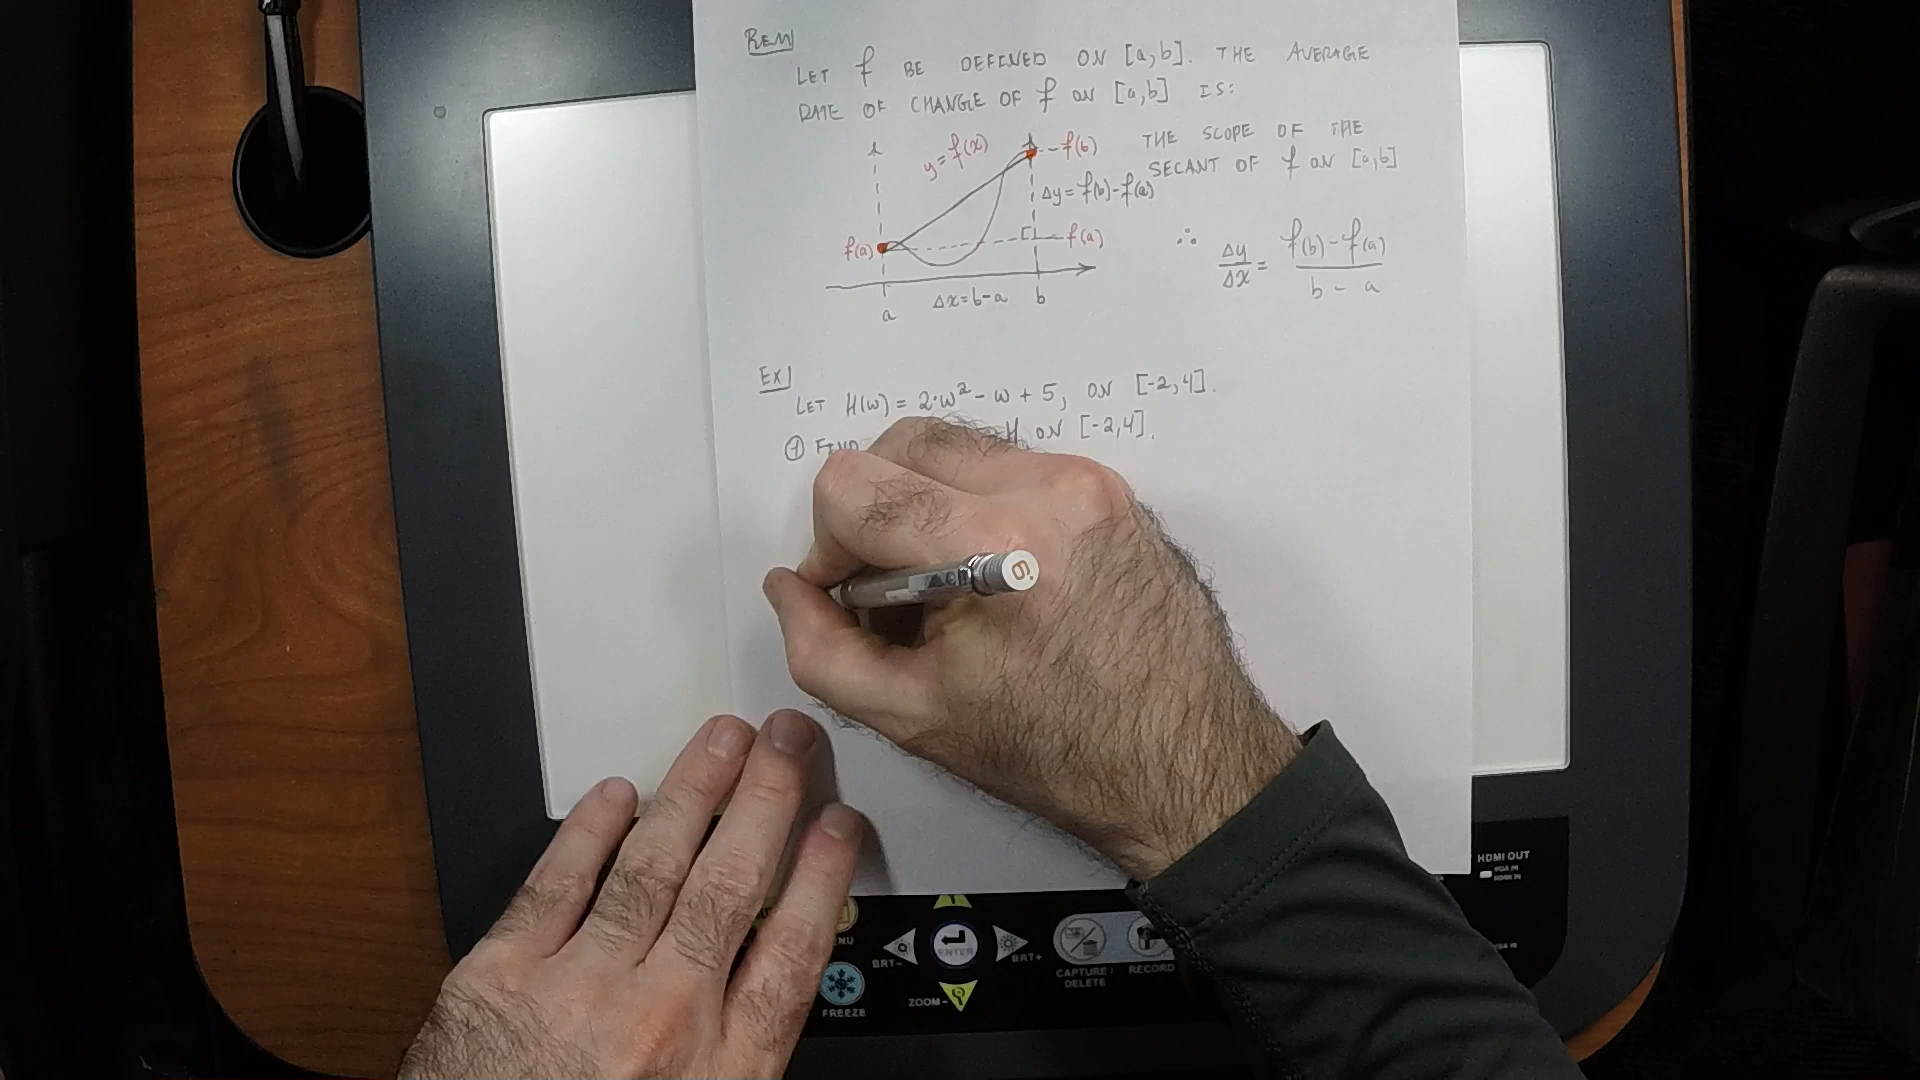 REM
LET f BE DEFINED ON [a,b]. THE AVERAGE
RATE OF CHANGE OF f ON [a,b] IS:
y=f(x)
f(b)
THE SLOPE OF THE
SECANT OF f ON [a,b]
Δy=f(b)-f(a)
f(a)
f(a)
∴ Δy/Δx = f(b)-f(a)/b-a
Δx=b-a
b
a
EX
LET H(w) = 2·w²-w+5, ON [-2,4].
① FIND H ON [-2,4].
6
HDMI OUT
ENTER
BRT-
BRT+
CAPTURE/
DELETE
RECORD
ZOOM-
FREEZE